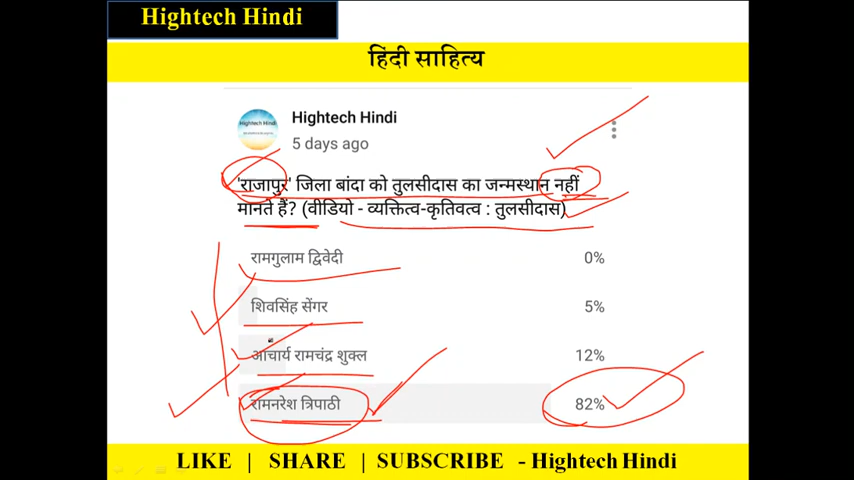 Hightech Hindi
हिंदी साहित्य
Hightech Hindi
5 days ago
'राजापुर' जिला बांदा को तुलसीदास का जन्मस्थान नहीं
मानते हैं? (वीडियो - व्यक्तित्व-कृतिवत्व : तुलसीदास)
रामगुलाम द्विवेदी 0%
शिवसिंह सेंगर 5%
आचार्य रामचंद्र शुक्ल 12%
रामनरेश त्रिपाठी 82%
LIKE | SHARE | SUBSCRIBE - Hightech Hindi